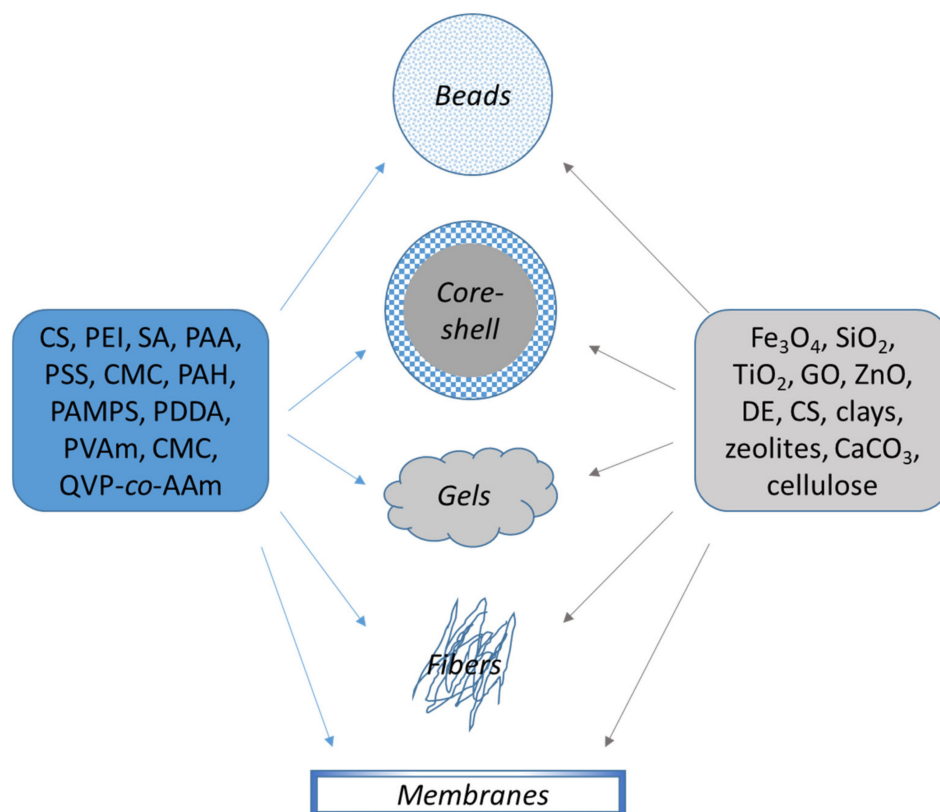 Beads
Core-
shell
CS, PEI, SA, PAA,
PSS, CMC, PAH,
PAMPS, PDDA,
PVAm, CMC,
QVP-co-AAm
Fe₃O₄, SiO₂,
TiO₂, GO, ZnO,
DE, CS, clays,
zeolites, CaCO₃,
cellulose
Gels
Fibers
Membranes